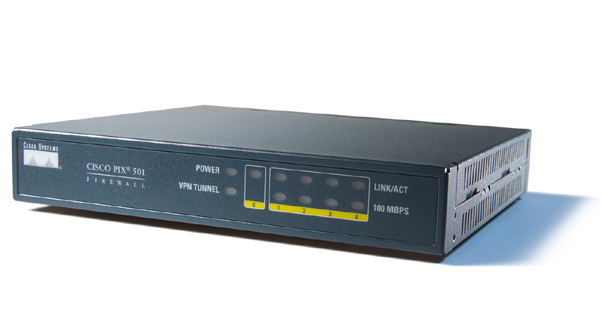 CISCO SYSTEMS
CISCO PIX® 501
FIREWALL
POWER
VPN TUNNEL
LINK/ACT
100 MBPS
0 1 2 3 4